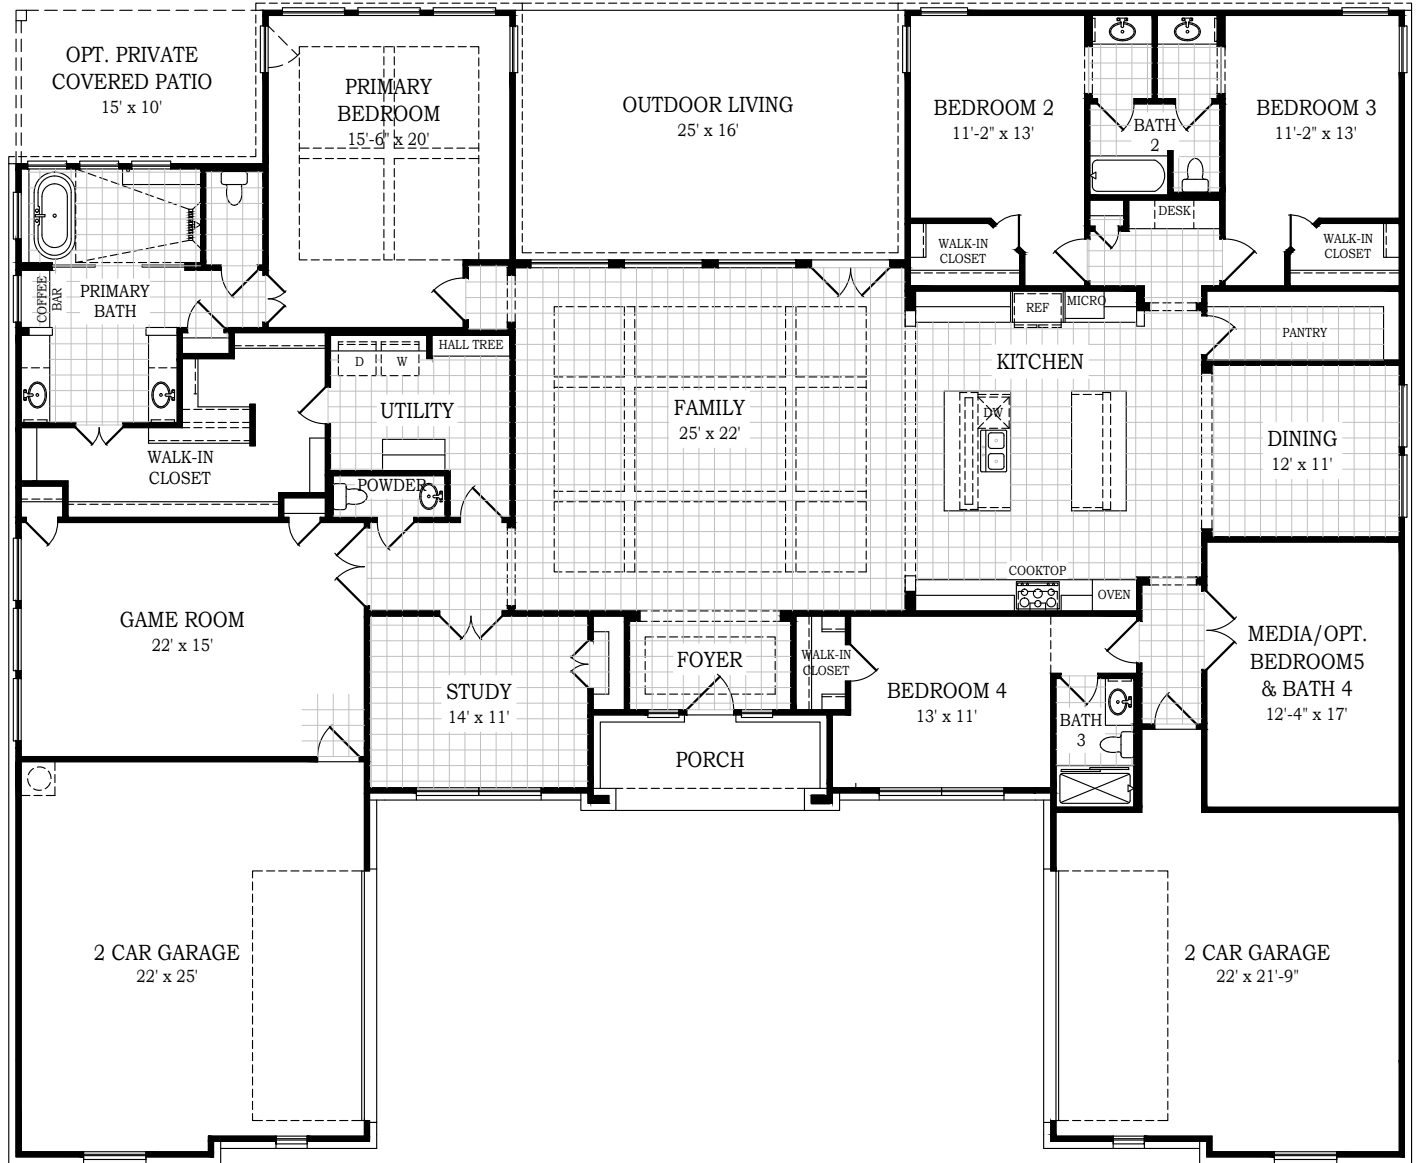 OPT. PRIVATE
COVERED PATIO
15' x 10'
PRIMARY
BEDROOM
15'-6" x 20'
OUTDOOR LIVING
25' x 16'
BEDROOM 2
11'-2" x 13'
BATH
2
BEDROOM 3
11'-2" x 13'
DESK
WALK-IN
CLOSET
WALK-IN
CLOSET
COFFEE
BAR
PRIMARY
BATH
REF
MICRO
PANTRY
HALL TREE
D
W
KITCHEN
UTILITY
FAMILY
25' x 22'
DW
DINING
12' x 11'
WALK-IN
CLOSET
POWDER
COOKTOP
OVEN
GAME ROOM
22' x 15'
FOYER
WALK-IN
CLOSET
MEDIA/OPT.
BEDROOM5
& BATH 4
12'-4" x 17'
STUDY
14' x 11'
BEDROOM 4
13' x 11'
BATH
3
PORCH
2 CAR GARAGE
22' x 25'
2 CAR GARAGE
22' x 21'-9"